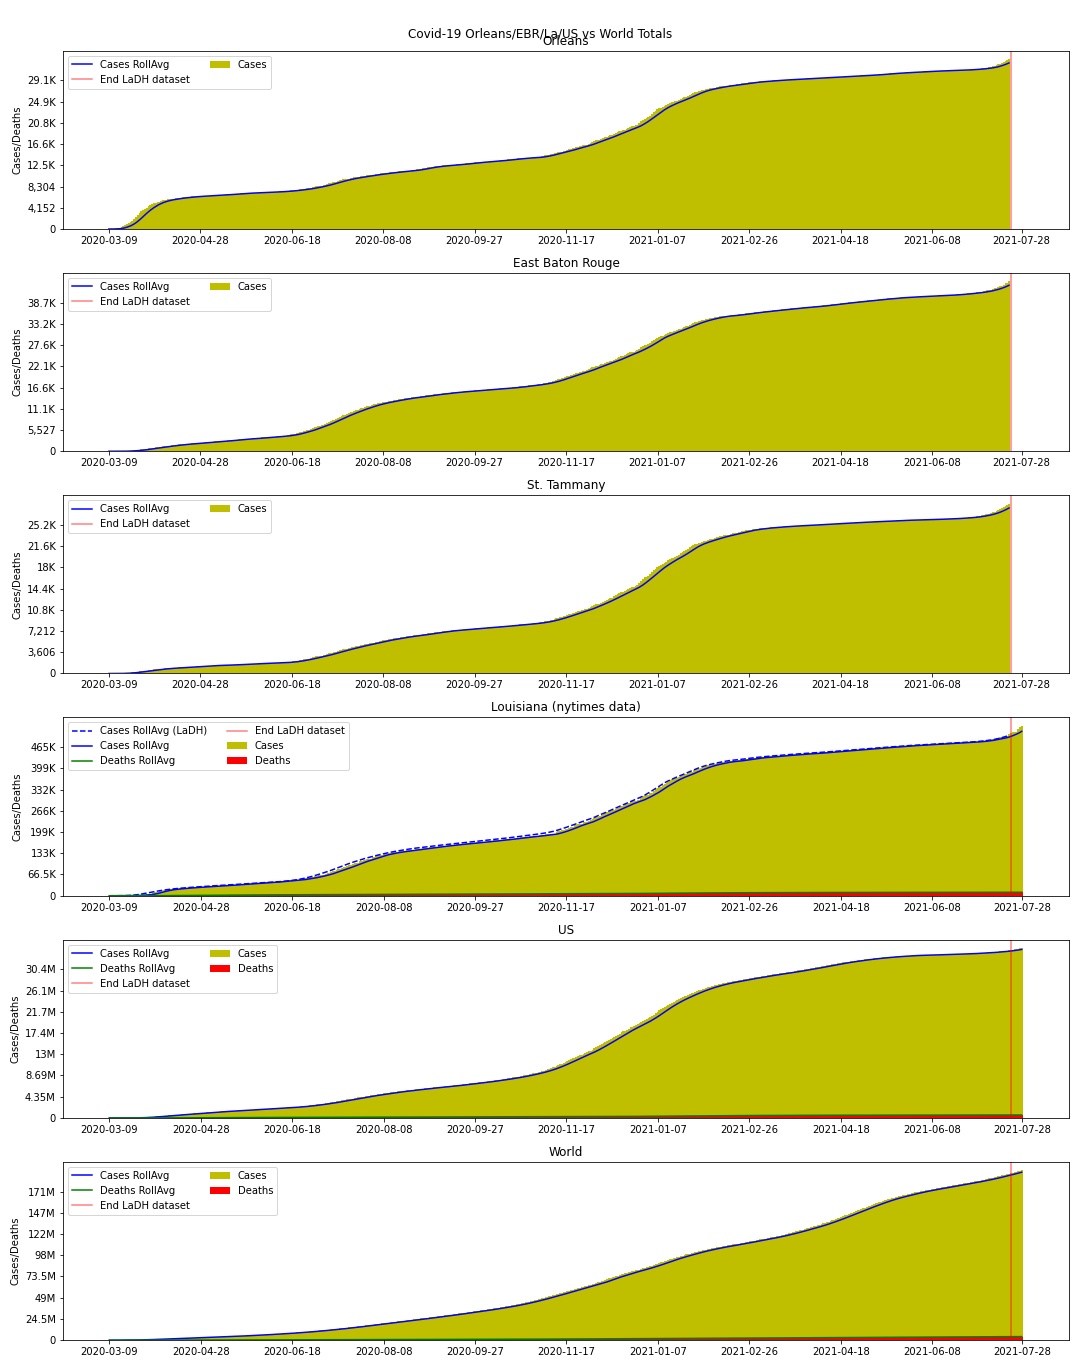 Covid-19 Orleans/EBR/La/US vs World Totals
Orleans
Cases RollAvg Cases
End LaDH dataset
Cases/Deaths
29.1K
24.9K
20.8K
16.6K
12.5K
8,304
4,152
0
2020-03-09 2020-04-28 2020-06-18 2020-08-08 2020-09-27 2020-11-17 2021-01-07 2021-02-26 2021-04-18 2021-06-08 2021-07-28
East Baton Rouge
Cases RollAvg Cases
End LaDH dataset
Cases/Deaths
38.7K
33.2K
27.6K
22.1K
16.6K
11.1K
5,527
0
2020-03-09 2020-04-28 2020-06-18 2020-08-08 2020-09-27 2020-11-17 2021-01-07 2021-02-26 2021-04-18 2021-06-08 2021-07-28
St. Tammany
Cases RollAvg Cases
End LaDH dataset
Cases/Deaths
25.2K
21.6K
18K
14.4K
10.8K
7,212
3,606
0
2020-03-09 2020-04-28 2020-06-18 2020-08-08 2020-09-27 2020-11-17 2021-01-07 2021-02-26 2021-04-18 2021-06-08 2021-07-28
Louisiana (nytimes data)
Cases RollAvg (LaDH) End LaDH dataset
Cases RollAvg Cases
Deaths RollAvg Deaths
Cases/Deaths
465K
399K
332K
266K
199K
133K
66.5K
0
2020-03-09 2020-04-28 2020-06-18 2020-08-08 2020-09-27 2020-11-17 2021-01-07 2021-02-26 2021-04-18 2021-06-08 2021-07-28
US
Cases RollAvg Cases
Deaths RollAvg Deaths
End LaDH dataset
Cases/Deaths
30.4M
26.1M
21.7M
17.4M
13M
8.69M
4.35M
0
2020-03-09 2020-04-28 2020-06-18 2020-08-08 2020-09-27 2020-11-17 2021-01-07 2021-02-26 2021-04-18 2021-06-08 2021-07-28
World
Cases RollAvg Cases
Deaths RollAvg Deaths
End LaDH dataset
Cases/Deaths
171M
147M
122M
98M
73.5M
49M
24.5M
0
2020-03-09 2020-04-28 2020-06-18 2020-08-08 2020-09-27 2020-11-17 2021-01-07 2021-02-26 2021-04-18 2021-06-08 2021-07-28